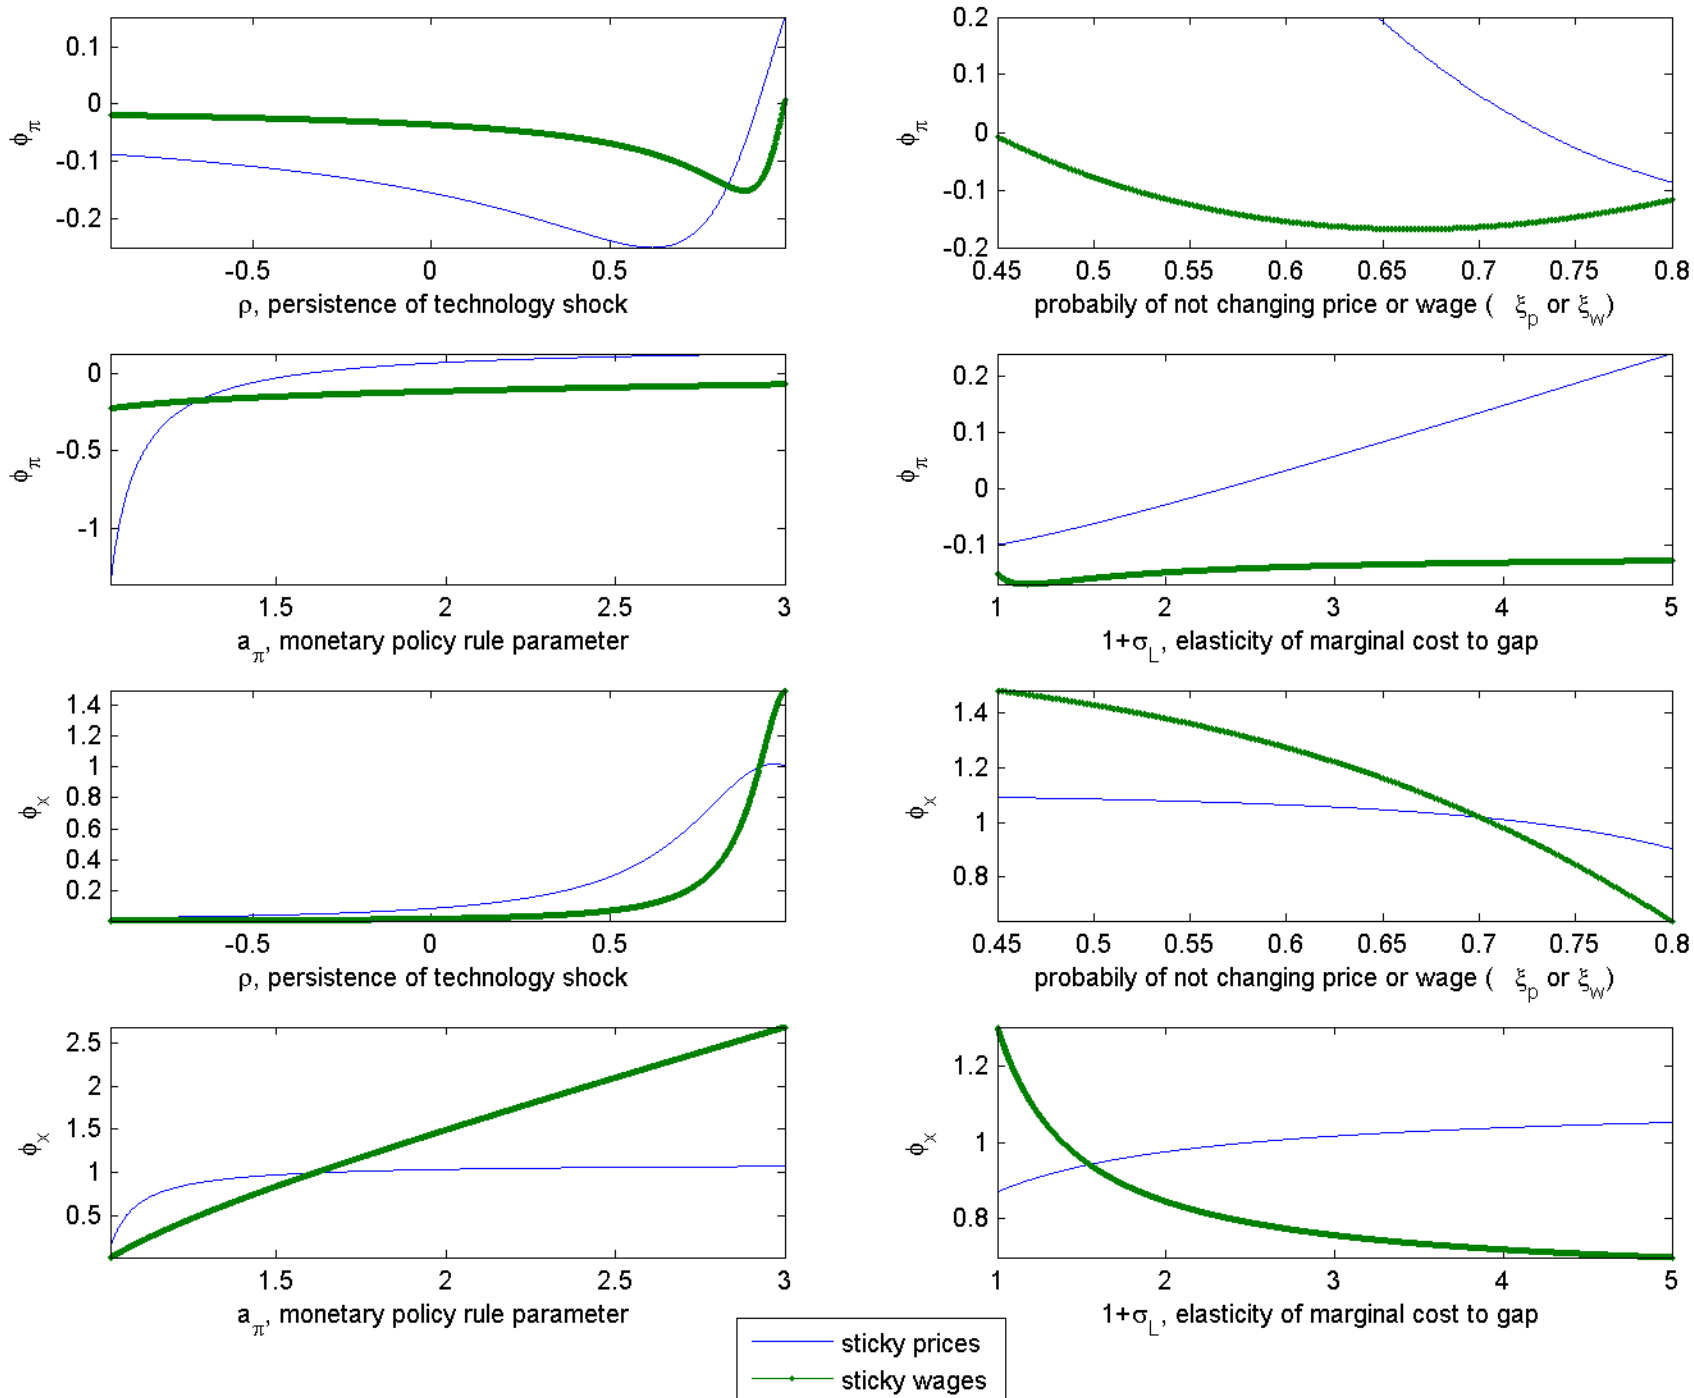 0.1
0
-0.1
-0.2
ϕπ
-0.5 0 0.5
ρ, persistence of technology shock
0.2
0.1
0
-0.1
-0.2
ϕπ
0.45 0.5 0.55 0.6 0.65 0.7 0.75 0.8
probabily of not changing price or wage ( ξp or ξw)
0
-0.5
-1
ϕπ
1.5 2 2.5 3
aπ, monetary policy rule parameter
0.2
0.1
0
-0.1
ϕπ
1 2 3 4 5
1+σL, elasticity of marginal cost to gap
1.4
1.2
1
0.8
0.6
0.4
0.2
ϕx
-0.5 0 0.5
ρ, persistence of technology shock
1.4
1.2
1
0.8
ϕx
0.45 0.5 0.55 0.6 0.65 0.7 0.75 0.8
probabily of not changing price or wage ( ξp or ξw)
2.5
2
1.5
1
0.5
ϕx
1.5 2 2.5 3
aπ, monetary policy rule parameter
1.2
1
0.8
ϕx
1 2 3 4 5
1+σL, elasticity of marginal cost to gap
sticky prices
sticky wages